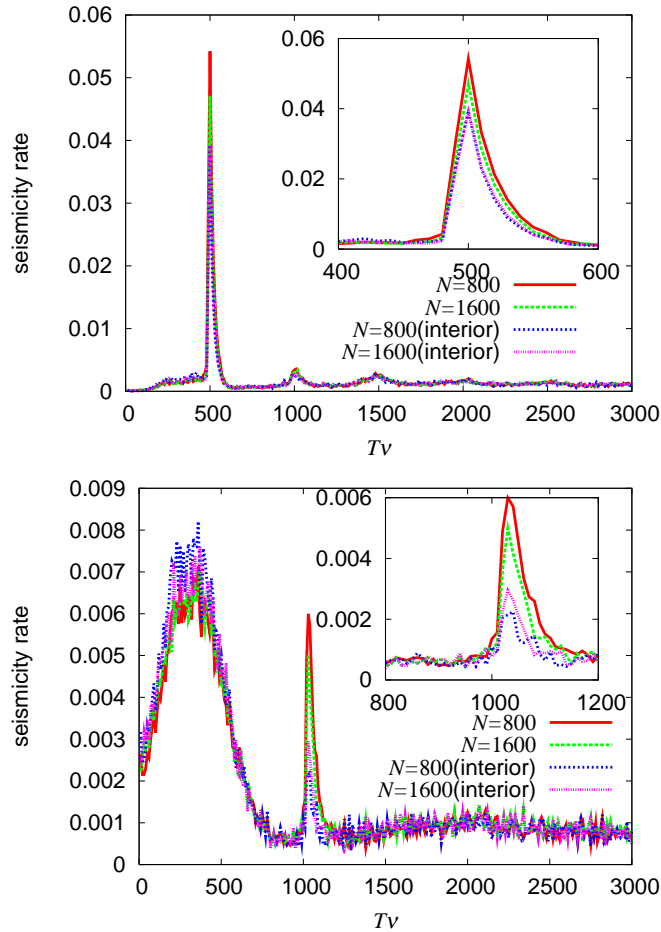 0.06
0.05
0.04
0.03
0.02
0.01
0
seismicity rate
0 500 1000 1500 2000 2500 3000
Tν
0.06
0.04
0.02
0
400 500 600
N=800
N=1600
N=800(interior)
N=1600(interior)
0.009
0.008
0.007
0.006
0.005
0.004
0.003
0.002
0.001
0
seismicity rate
0 500 1000 1500 2000 2500 3000
Tν
0.006
0.004
0.002
0
800 1000 1200
N=800
N=1600
N=800(interior)
N=1600(interior)